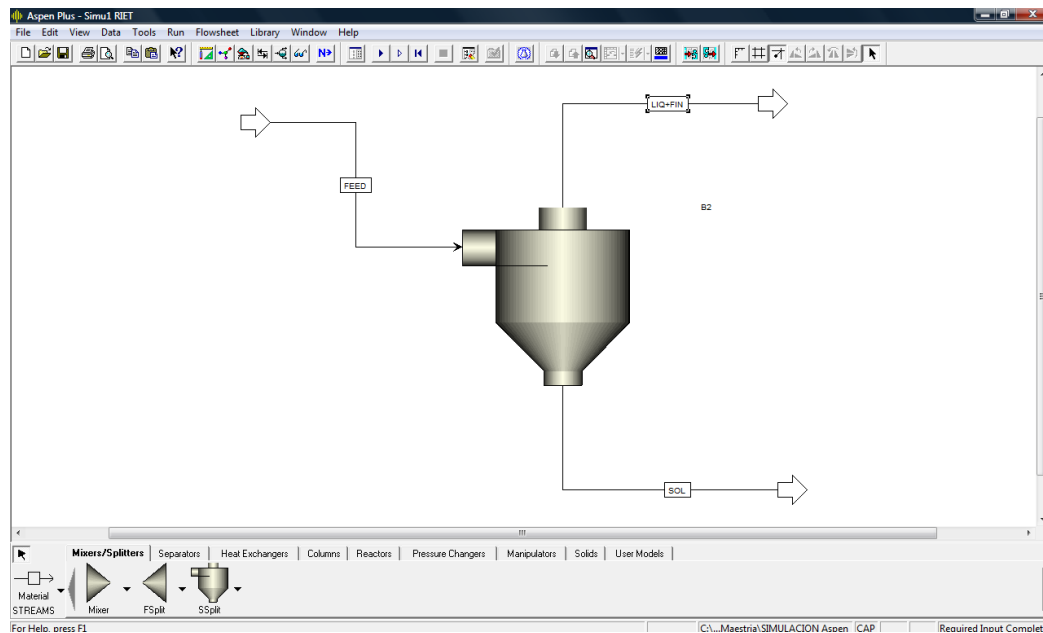 Aspen Plus - Simu1 RIET
File Edit View Data Tools Run Flowsheet Library Window Help
N>
LIQ+FIN
FEED
B2
SOL
Mixers/Splitters Separators Heat Exchangers Columns Reactors Pressure Changers Manipulators Solids User Models
Material
STREAMS Mixer FSplit SSplit
For Help, press F1 C:\...Maestria\SIMULACION Aspen CAP Required Input Complet